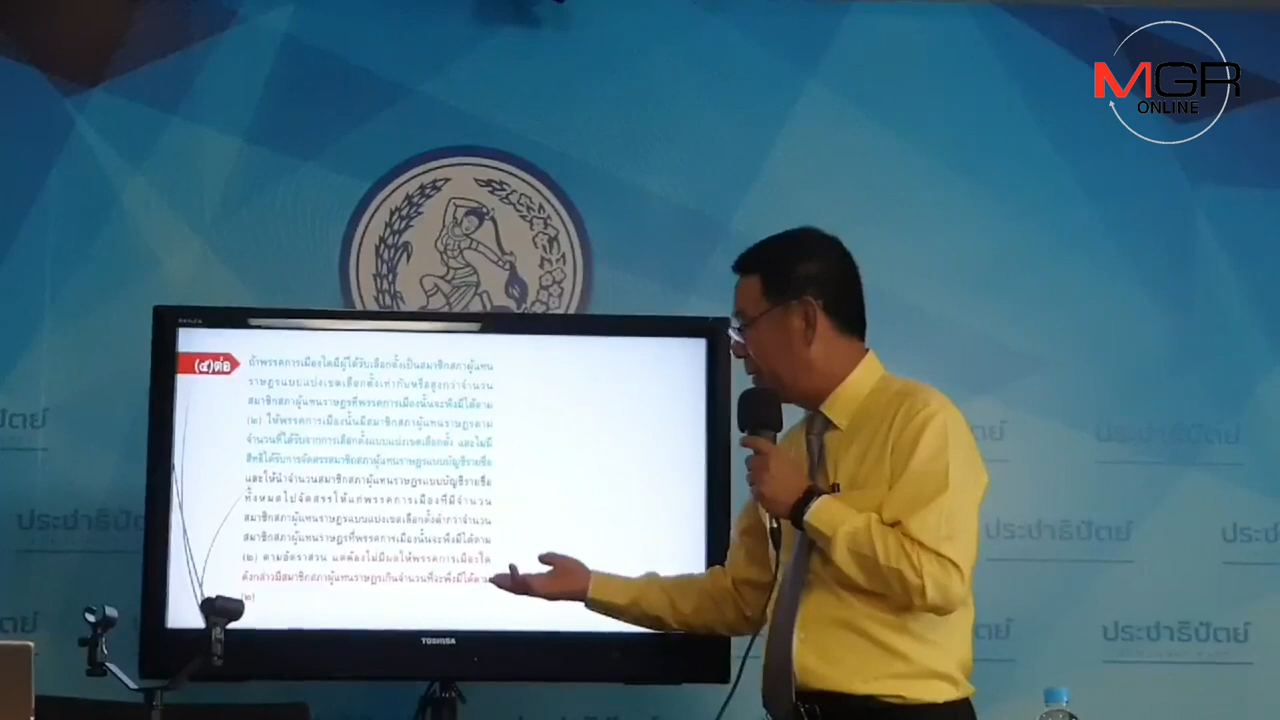 MGR
ONLINE
(๕)ต่อ
ถ้าพรรคการเมืองใดมีผู้ได้รับเลือกตั้งเป็นสมาชิกสภาผู้แทน
ราษฎรแบบแบ่งเขตเลือกตั้งเท่ากับหรือสูงกว่าจำนวน
สมาชิกสภาผู้แทนราษฎรที่พรรคการเมืองนั้นจะพึงมีได้ตาม
(๒) ให้พรรคการเมืองนั้นมีสมาชิกสภาผู้แทนราษฎรตาม
จำนวนที่ได้รับจากการเลือกตั้งแบบแบ่งเขตเลือกตั้ง และไม่มี
สิทธิได้รับการจัดสรรสมาชิกสภาผู้แทนราษฎรแบบบัญชีรายชื่อ
และให้นำจำนวนสมาชิกสภาผู้แทนราษฎรแบบบัญชีรายชื่อ
ทั้งหมดไปจัดสรรให้แก่พรรคการเมืองที่มีจำนวน
สมาชิกสภาผู้แทนราษฎรแบบแบ่งเขตเลือกตั้งต่ำกว่าจำนวน
สมาชิกสภาผู้แทนราษฎรที่พรรคการเมืองนั้นจะพึงมีได้ตาม
(๒) ตามอัตราส่วน แต่ต้องไม่มีผลให้พรรคการเมืองใด
ดังกล่าวมีสมาชิกสภาผู้แทนราษฎรเกินจำนวนที่จะพึงมีได้ตาม
(๒)
TOSHIBA
ประชาธิปัตย์
ประชาธิปัตย์
ประชาธิปัตย์